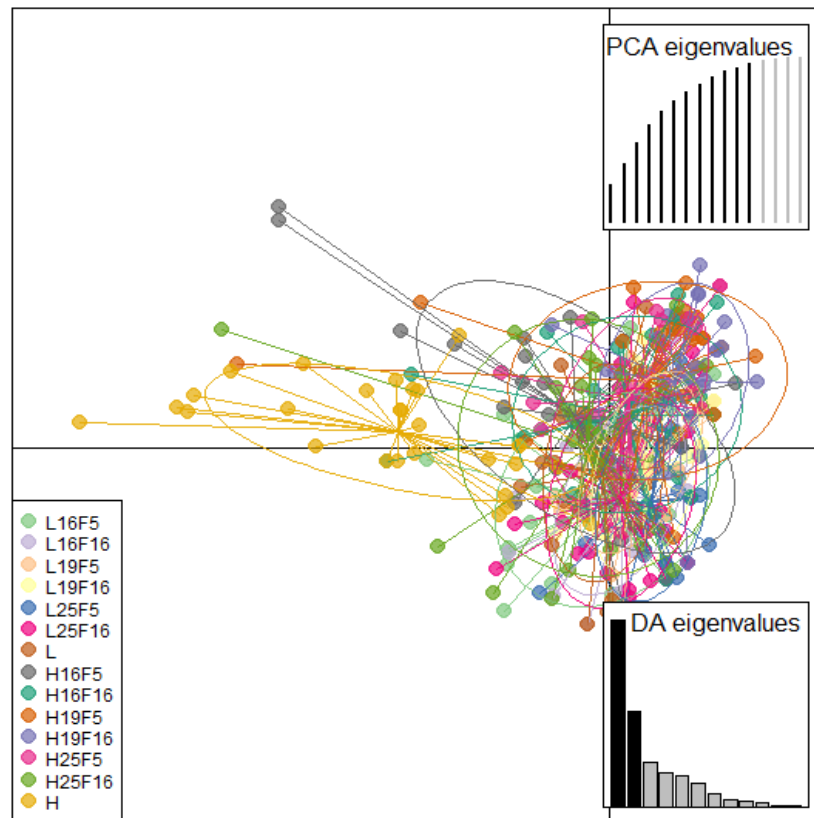 PCA eigenvalues
L16F5
L16F16
L19F5
L19F16
L25F5
L25F16
L
H16F5
H16F16
H19F5
H19F16
H25F5
H25F16
H
DA eigenvalues